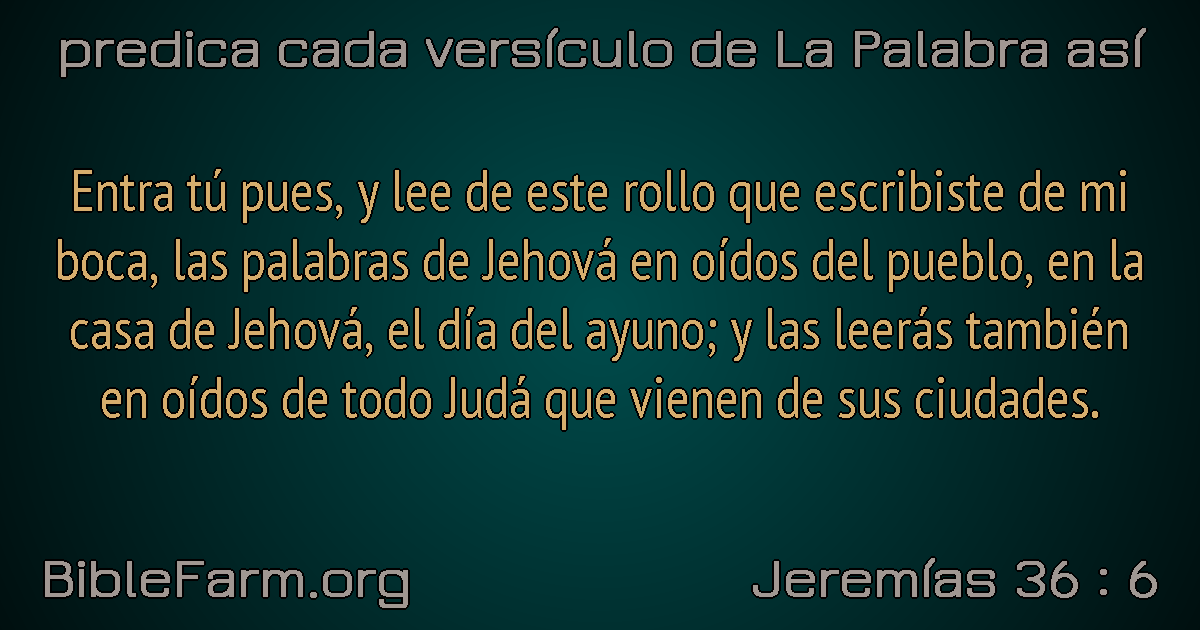 predica cada versículo de La Palabra así
Entra tú pues, y lee de este rollo que escribiste de mi
boca, las palabras de Jehová en oídos del pueblo, en la
casa de Jehová, el día del ayuno; y las leerás también
en oídos de todo Judá que vienen de sus ciudades.
BibleFarm.org
Jeremías 36 : 6